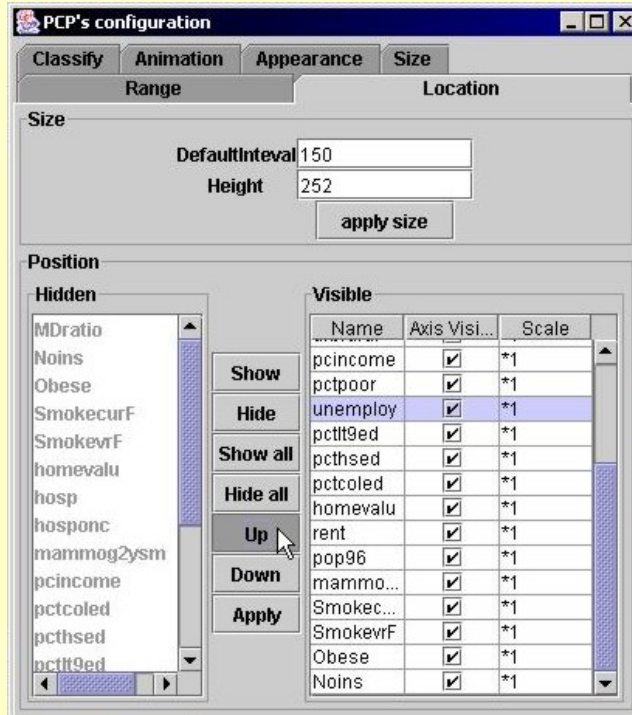 PCP's configuration
Classify Animation Appearance Size
Range Location
Size
DefaultInteval 150
Height 252
apply size
Position
Hidden
MDratio
Noins
Obese
SmokecurF
SmokevrF
homevalu
hosp
hosponc
mammog2ysm
pcincome
pctcoled
pcthsed
pctlt9ed
Show
Hide
Show all
Hide all
Up
Down
Apply
Visible
Name Axis Visi... Scale
pcincome *1
pctpoor *1
unemploy *1
pctlt9ed *1
pcthsed *1
pctcoled *1
homevalu *1
rent *1
pop96 *1
mammo... *1
Smokec... *1
SmokevrF *1
Obese *1
Noins *1